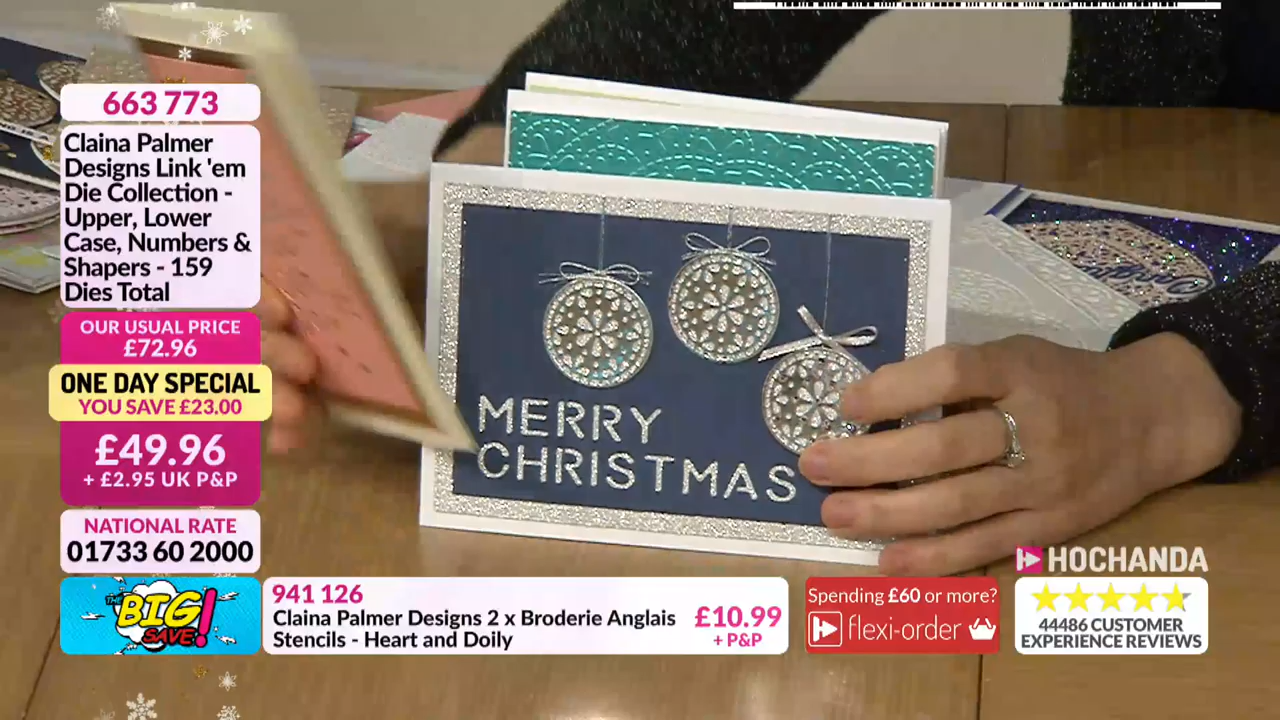 663 773
Claina Palmer
Designs Link 'em
Die Collection -
Upper, Lower
Case, Numbers &
Shapers - 159
Dies Total
OUR USUAL PRICE
£72.96
ONE DAY SPECIAL
YOU SAVE £23.00
£49.96
+ £2.95 UK P&P
NATIONAL RATE
01733 60 2000
MERRY
CHRISTMAS
HOCHANDA
THE
BIG
SAVE!
941 126
Claina Palmer Designs 2 x Broderie Anglais
Stencils - Heart and Doily
£10.99
+ P&P
Spending £60 or more?
flexi-order
44486 CUSTOMER
EXPERIENCE REVIEWS